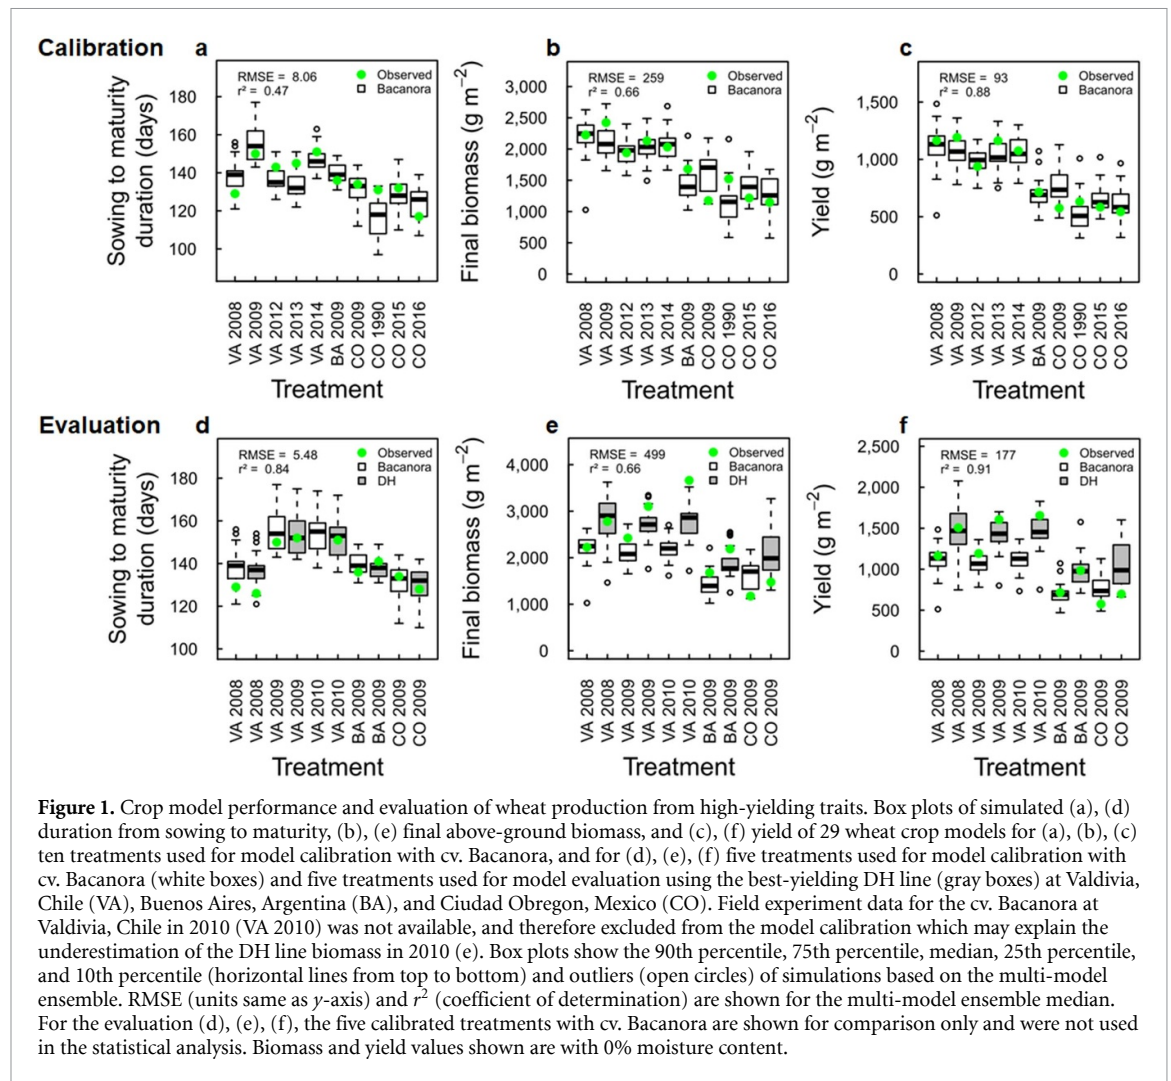 Calibration
a
Sowing to maturity
duration (days)
180
160
140
120
100
RMSE = 8.06
r² = 0.47
Observed
Bacanora
VA 2008
VA 2009
VA 2012
VA 2013
VA 2014
BA 2009
CO 2009
CO 1990
CO 2015
CO 2016
Treatment
b
Final biomass (g m−2)
3,000
2,500
2,000
1,500
1,000
500
0
RMSE = 259
r² = 0.66
Observed
Bacanora
VA 2008
VA 2009
VA 2012
VA 2013
VA 2014
BA 2009
CO 2009
CO 1990
CO 2015
CO 2016
Treatment
c
Yield (g m−2)
1,500
1,000
500
0
RMSE = 93
r² = 0.88
Observed
Bacanora
VA 2008
VA 2009
VA 2012
VA 2013
VA 2014
BA 2009
CO 2009
CO 1990
CO 2015
CO 2016
Treatment
Evaluation
d
Sowing to maturity
duration (days)
180
160
140
120
100
RMSE = 5.48
r² = 0.84
Observed
Bacanora
DH
VA 2008
VA 2008
VA 2009
VA 2009
VA 2010
VA 2010
BA 2009
BA 2009
CO 2009
CO 2009
Treatment
e
Final biomass (g m−2)
4,000
3,000
2,000
1,000
0
RMSE = 499
r² = 0.66
Observed
Bacanora
DH
VA 2008
VA 2008
VA 2009
VA 2009
VA 2010
VA 2010
BA 2009
BA 2009
CO 2009
CO 2009
Treatment
f
Yield (g m−2)
2,500
2,000
1,500
1,000
500
0
RMSE = 177
r² = 0.91
Observed
Bacanora
DH
VA 2008
VA 2008
VA 2009
VA 2009
VA 2010
VA 2010
BA 2009
BA 2009
CO 2009
CO 2009
Treatment
Figure 1. Crop model performance and evaluation of wheat production from high-yielding traits. Box plots of simulated (a), (d)
duration from sowing to maturity, (b), (e) final above-ground biomass, and (c), (f) yield of 29 wheat crop models for (a), (b), (c)
ten treatments used for model calibration with cv. Bacanora, and for (d), (e), (f) five treatments used for model calibration with
cv. Bacanora (white boxes) and five treatments used for model evaluation using the best-yielding DH line (gray boxes) at Valdivia,
Chile (VA), Buenos Aires, Argentina (BA), and Ciudad Obregon, Mexico (CO). Field experiment data for the cv. Bacanora at
Valdivia, Chile in 2010 (VA 2010) was not available, and therefore excluded from the model calibration which may explain the
underestimation of the DH line biomass in 2010 (e). Box plots show the 90th percentile, 75th percentile, median, 25th percentile,
and 10th percentile (horizontal lines from top to bottom) and outliers (open circles) of simulations based on the multi-model
ensemble. RMSE (units same as y-axis) and r² (coefficient of determination) are shown for the multi-model ensemble median.
For the evaluation (d), (e), (f), the five calibrated treatments with cv. Bacanora are shown for comparison only and were not used
in the statistical analysis. Biomass and yield values shown are with 0% moisture content.